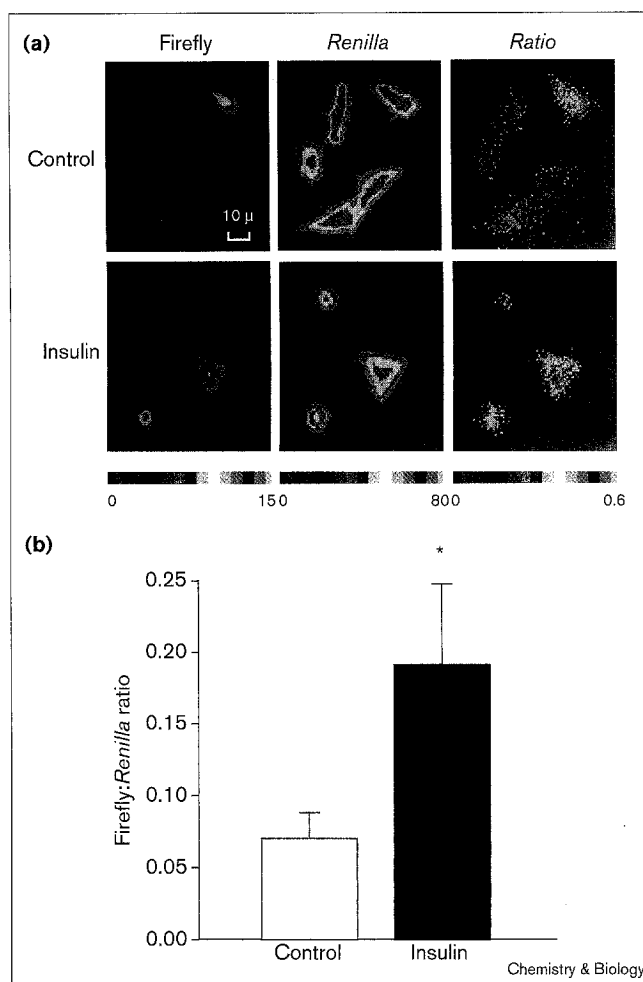 (a)
Firefly Renilla Ratio
Control
10 μ
Insulin
0 150 800 0.6
(b)
*
0.25
0.20
0.15
0.10
0.05
0.00
Firefly:Renilla ratio
Control Insulin
Chemistry & Biology